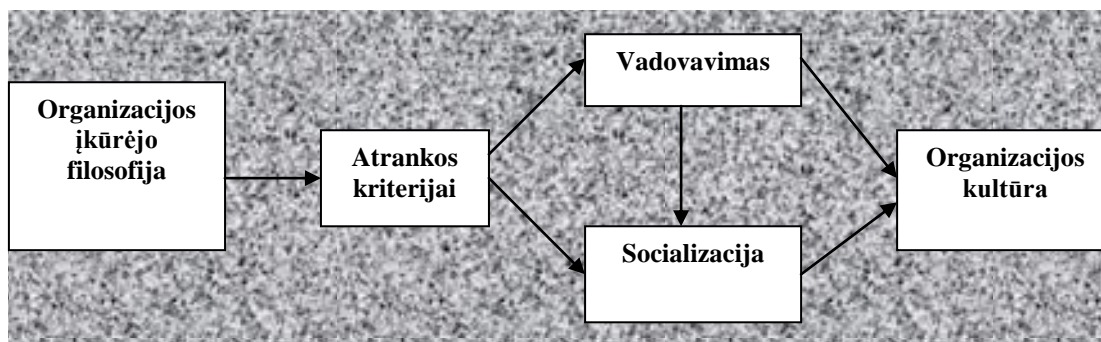 Organizacijos
įkūrėjo
filosofija
Atrankos
kriterijai
Vadovavimas
Socializacija
Organizacijos
kultūra